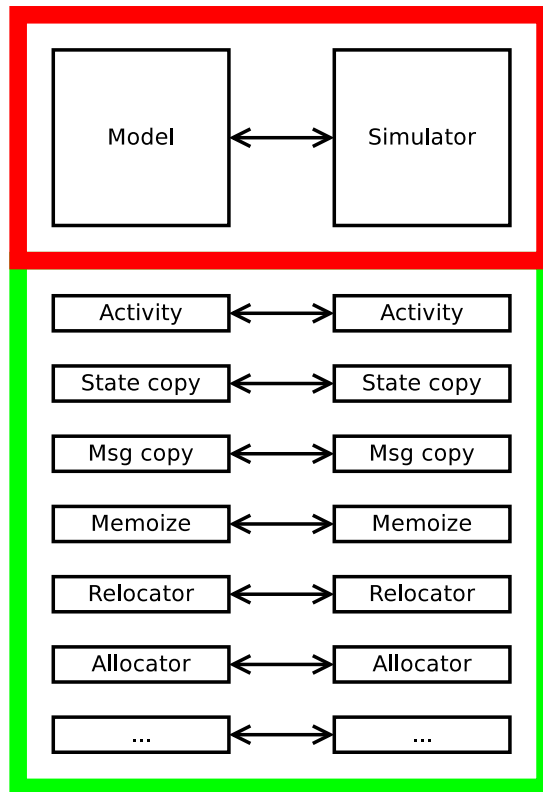 Model Simulator
Activity Activity
State copy State copy
Msg copy Msg copy
Memoize Memoize
Relocator Relocator
Allocator Allocator
... ...